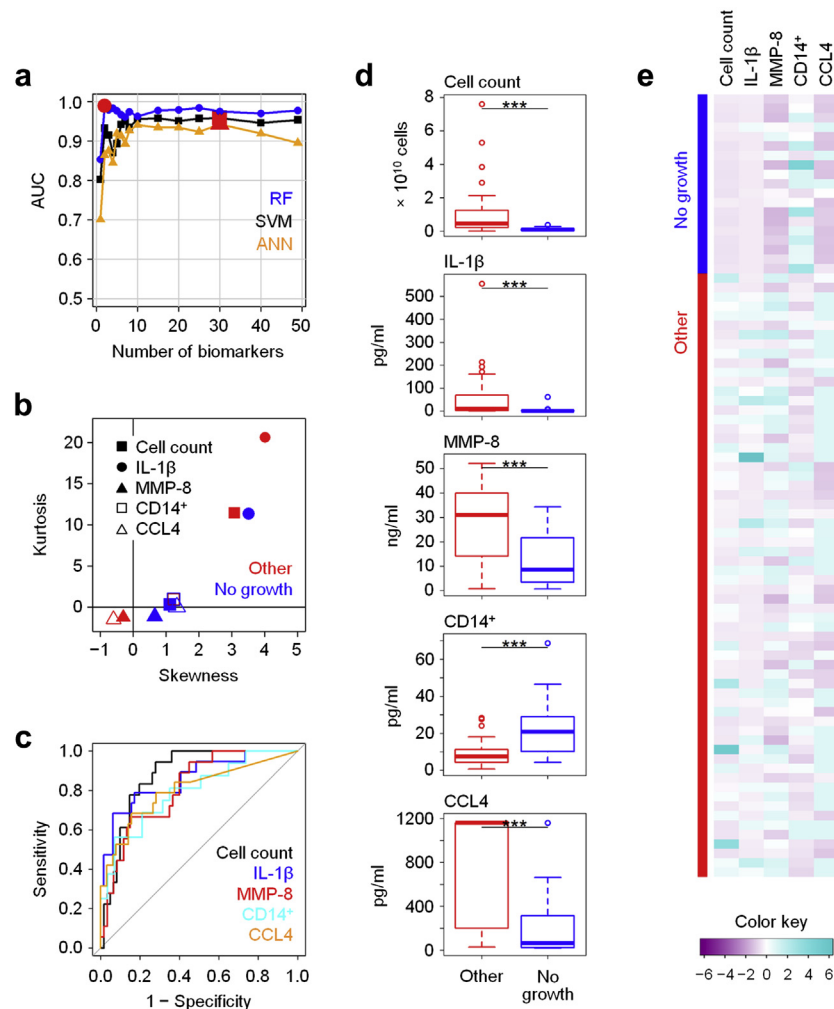 a
1.0
0.9
0.8
0.7
0.6
0.5
AUC
RF
SVM
ANN
0 10 20 30 40 50
Number of biomarkers
b
20
15
10
5
0
Kurtosis
Cell count
IL-1β
MMP-8
CD14+
CCL4
Other
No growth
−1 0 1 2 3 4 5
Skewness
c
1.0
0.8
0.6
0.4
0.2
0.0
Sensitivity
Cell count
IL-1β
MMP-8
CD14+
CCL4
0.0 0.2 0.4 0.6 0.8 1.0
1 − Specificity
d
Cell count
***
8
6
4
2
0
× 10^10 cells
IL-1β
***
500
400
300
200
100
0
pg/ml
MMP-8
***
50
40
30
20
10
0
ng/ml
CD14+
***
60
40
20
0
pg/ml
CCL4
***
1200
800
400
0
pg/ml
Other No growth
e
Cell count IL-1β MMP-8 CD14+ CCL4
No growth
Other
Color key
−6 −4 −2 0 2 4 6